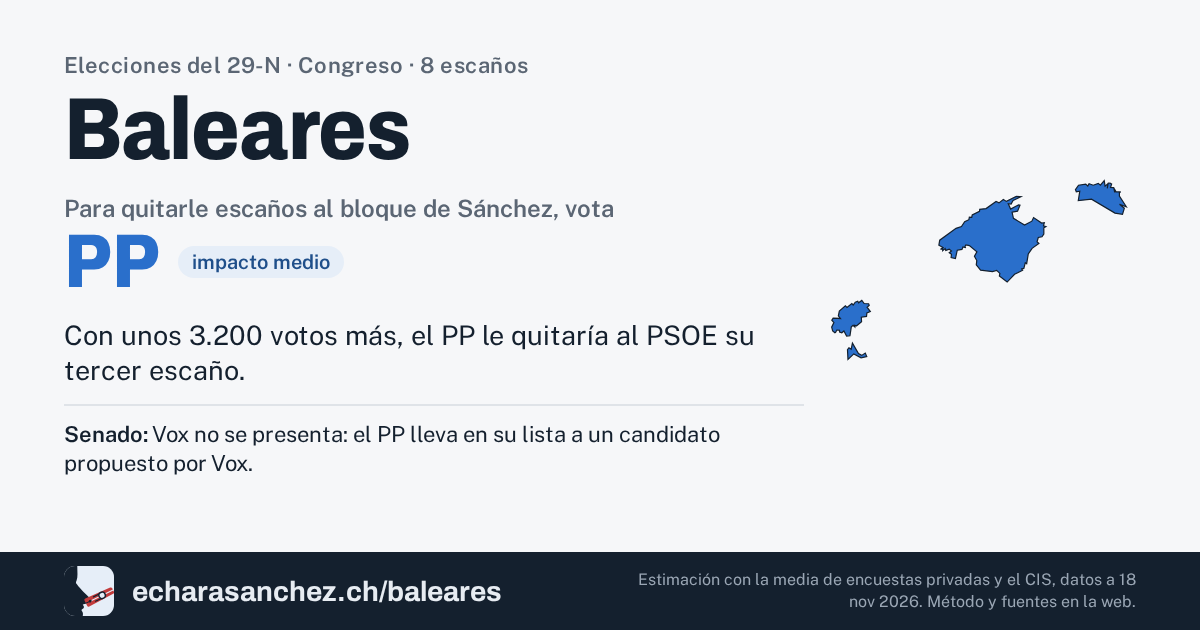 Elecciones del 29-N · Congreso · 8 escaños
Baleares
Para quitarle escaños al bloque de Sánchez, vota
PP
impacto medio
Con unos 3.200 votos más, el PP le quitaría al PSOE su
tercer escaño.
Senado: Vox no se presenta: el PP lleva en su lista a un candidato
propuesto por Vox.
echarasanchez.ch/baleares
Estimación con la media de encuestas privadas y el CIS, datos a 18
nov 2026. Método y fuentes en la web.